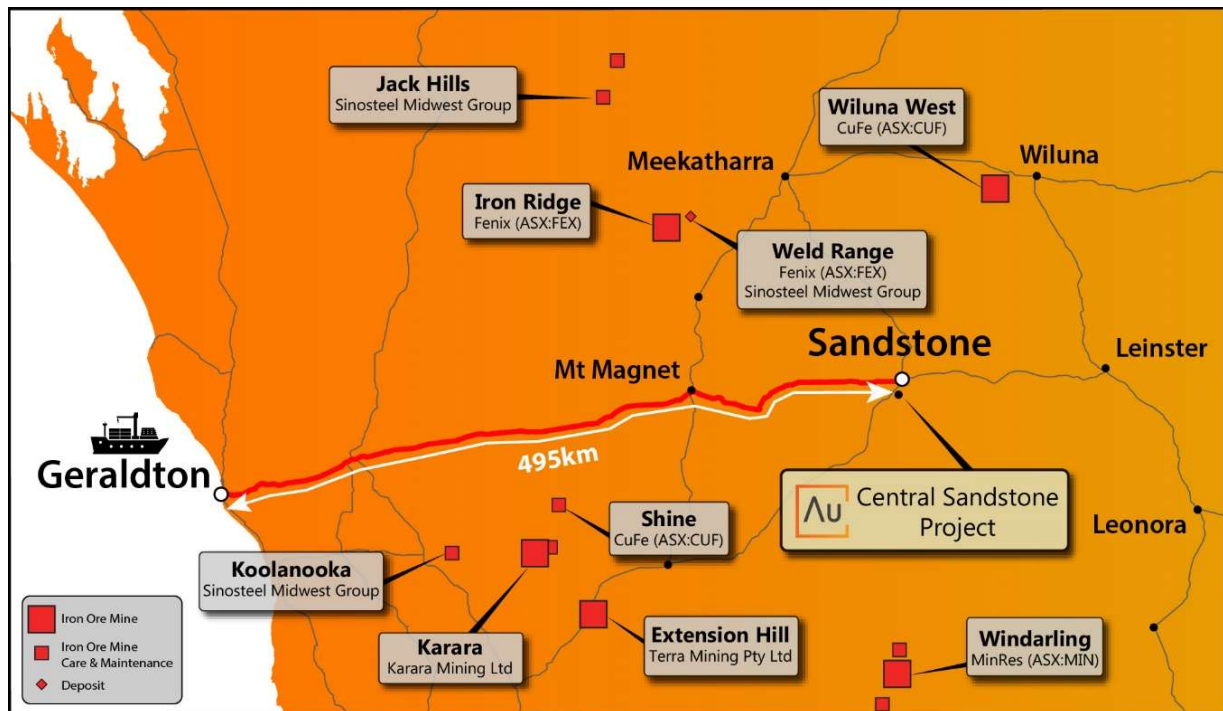 Jack Hills
Sinosteel Midwest Group
Wiluna West
CuFe (ASX:CUF)
Meekatharra
Wiluna
Iron Ridge
Fenix (ASX:FEX)
Weld Range
Fenix (ASX:FEX)
Sinosteel Midwest Group
Sandstone
Leinster
Mt Magnet
495km
Geraldton
Au
Central Sandstone
Project
Leonora
Shine
CuFe (ASX:CUF)
Koolanooka
Sinosteel Midwest Group
Karara
Karara Mining Ltd
Extension Hill
Terra Mining Pty Ltd
Windarling
MinRes (ASX:MIN)
Iron Ore Mine
Iron Ore Mine
Care & Maintenance
Deposit